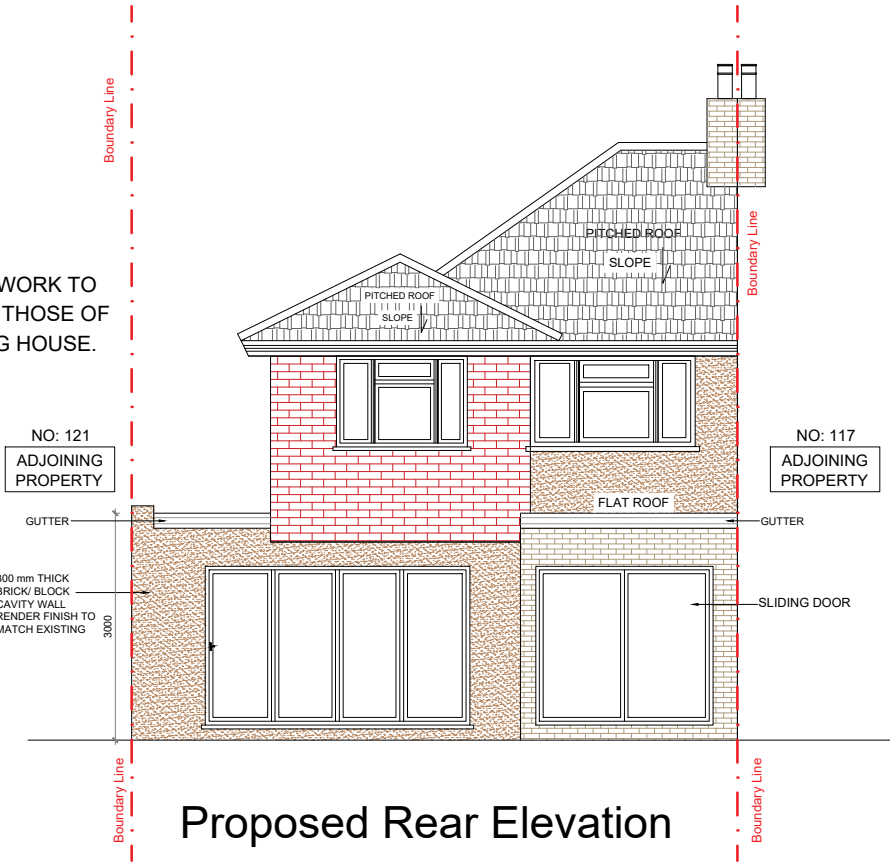 Boundary Line
Boundary Line
PITCHED ROOF
SLOPE
WORK TO
THOSE OF
G HOUSE.
PITCHED ROOF
SLOPE
NO: 121
ADJOINING
PROPERTY
NO: 117
ADJOINING
PROPERTY
FLAT ROOF
GUTTER
GUTTER
300 mm THICK
BRICK/ BLOCK
CAVITY WALL
RENDER FINISH TO
MATCH EXISTING
3000
SLIDING DOOR
Boundary Line
Boundary Line
Proposed Rear Elevation